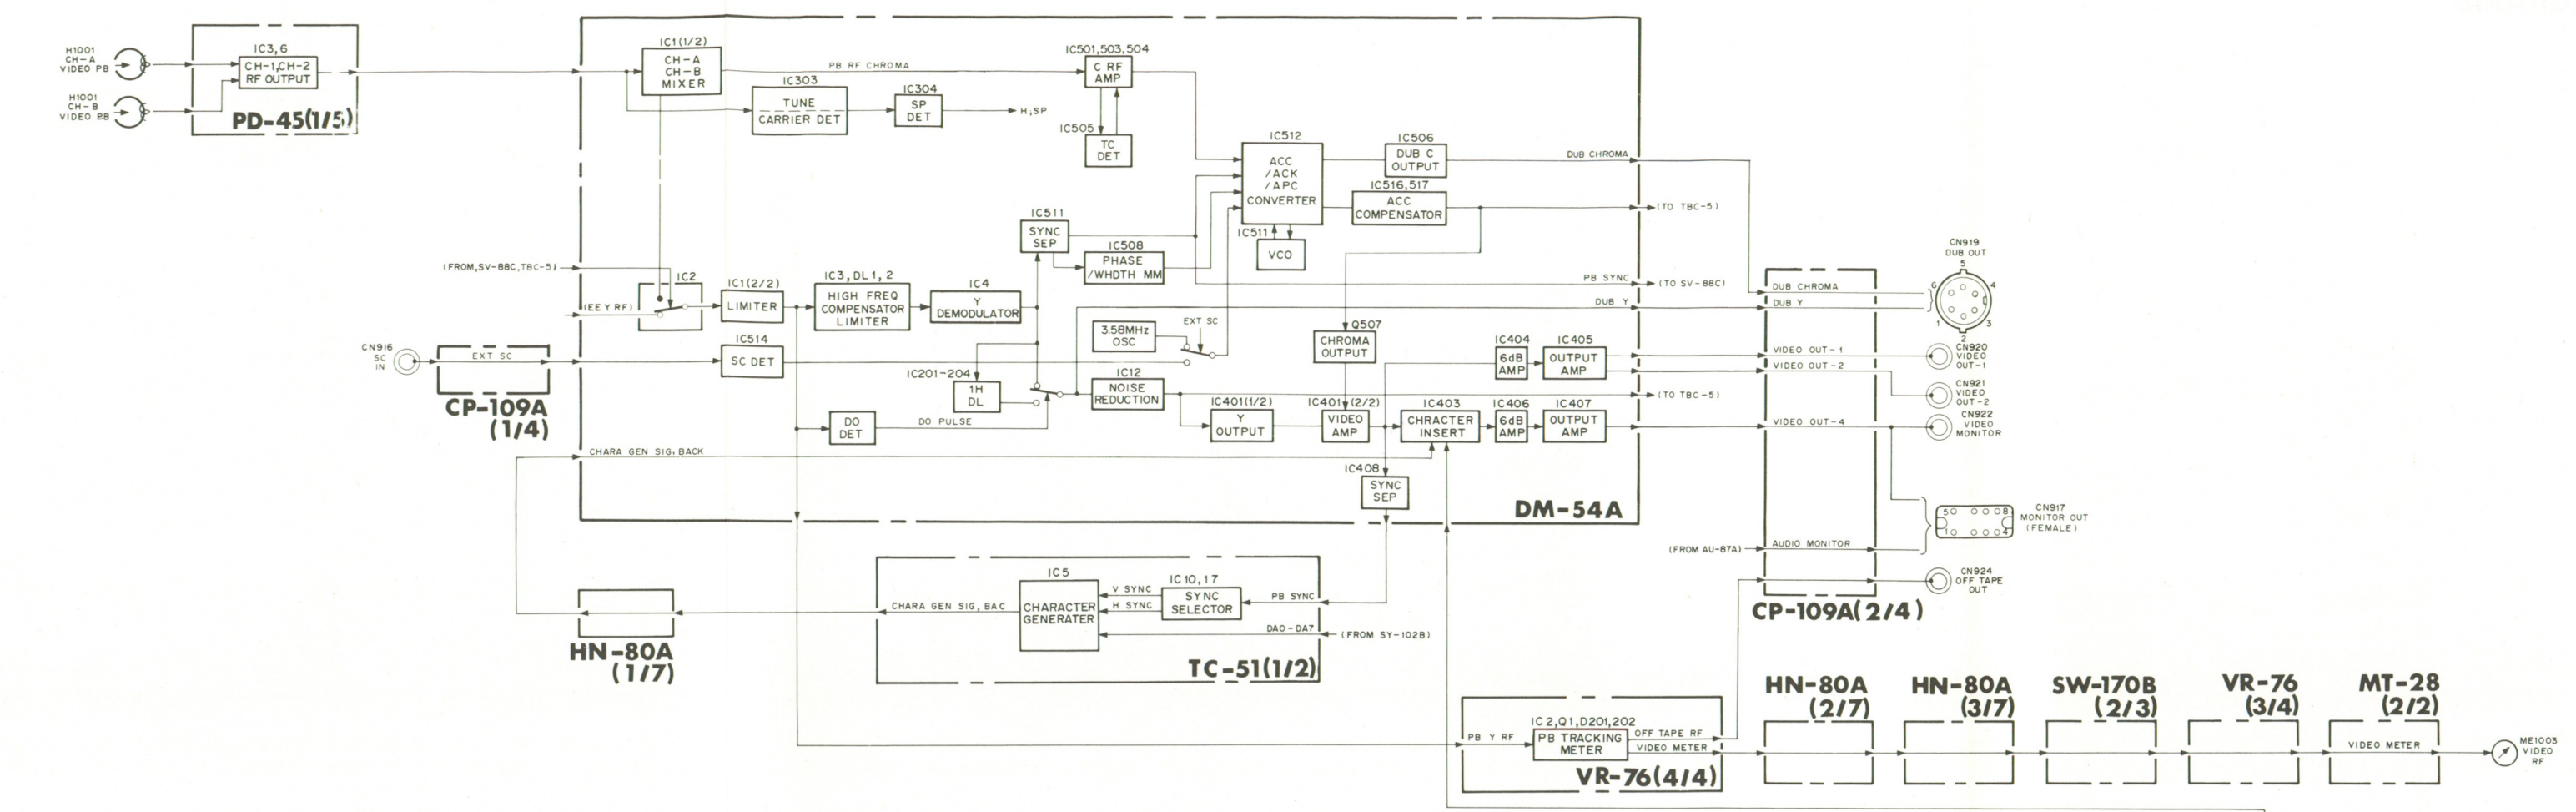 H1001
CH-A
VIDEO PB
H1001
CH-B
VIDEO PB
IC3,6
CH-1,CH-2
RF OUTPUT
PD-45(1/5)
IC1(1/2)
CH-A
CH-B
MIXER
PB RF CHROMA
IC303
TUNE
CARRIER DET
IC304
SP
DET
H,SP
IC501,503,504
C RF
AMP
IC505
TC
DET
IC512
ACC
/ACK
/APC
CONVERTER
IC511
VCO
IC506
DUB C
OUTPUT
DUB CHROMA
IC516,517
ACC
COMPENSATOR
(TO TBC-5)
IC511
SYNC
SEP
IC508
PHASE
/WHDTH MM
PB SYNC
(TO SV-88C)
DUB Y
(FROM,SV-88C,TBC-5)
(EE Y RF)
IC2
IC1(2/2)
LIMITER
IC3,DL1,2
HIGH FREQ
COMPENSATOR
LIMITER
IC4
Y
DEMODULATOR
CN916
SC
IN
EXT SC
CP-109A
(1/4)
IC514
SC DET
3.58MHz
OSC
EXT SC
Q507
CHROMA
OUTPUT
IC201-204
1H
DL
IC12
NOISE
REDUCTION
(TO TBC-5)
DO
DET
DO PULSE
IC401(1/2)
Y
OUTPUT
IC401 (2/2)
VIDEO
AMP
IC403
CHRACTER
INSERT
IC404
6dB
AMP
IC405
OUTPUT
AMP
IC406
6dB
AMP
IC407
OUTPUT
AMP
CHARA GEN SIG,BACK
IC408
SYNC
SEP
DM-54A
DUB CHROMA
DUB Y
VIDEO OUT-1
VIDEO OUT-2
VIDEO OUT-4
(FROM AU-87A)
AUDIO MONITOR
CP-109A(2/4)
CN919
DUB OUT
5
6
4
1
3
2
CN920
VIDEO
OUT-1
CN921
VIDEO
OUT-2
CN922
VIDEO
MONITOR
5
8
1
4
CN917
MONITOR OUT
(FEMALE)
CN924
OFF TAPE
OUT
HN-80A
(1/7)
CHARA GEN SIG, BAC
IC5
CHARACTER
GENERATER
V SYNC
H SYNC
IC10,17
SYNC
SELECTOR
PB SYNC
DA0-DA7
(FROM SY-102B)
TC-51(1/2)
PB Y RF
IC2,Q1,D201,202
PB TRACKING
METER
OFF TAPE RF
VIDEO METER
VR-76(4/4)
HN-80A
(2/7)
HN-80A
(3/7)
SW-170B
(2/3)
VR-76
(3/4)
MT-28
(2/2)
VIDEO METER
ME1003
VIDEO
RF